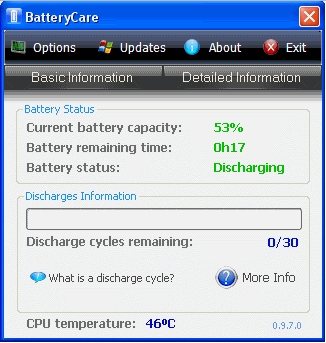 BatteryCare
Options Updates About Exit
Basic Information Detailed Information
Battery Status
Current battery capacity: 53%
Battery remaining time: 0h17
Battery status: Discharging
Discharges Information
Discharge cycles remaining: 0/30
What is a discharge cycle? More Info
CPU temperature: 46ºC 0.9.7.0